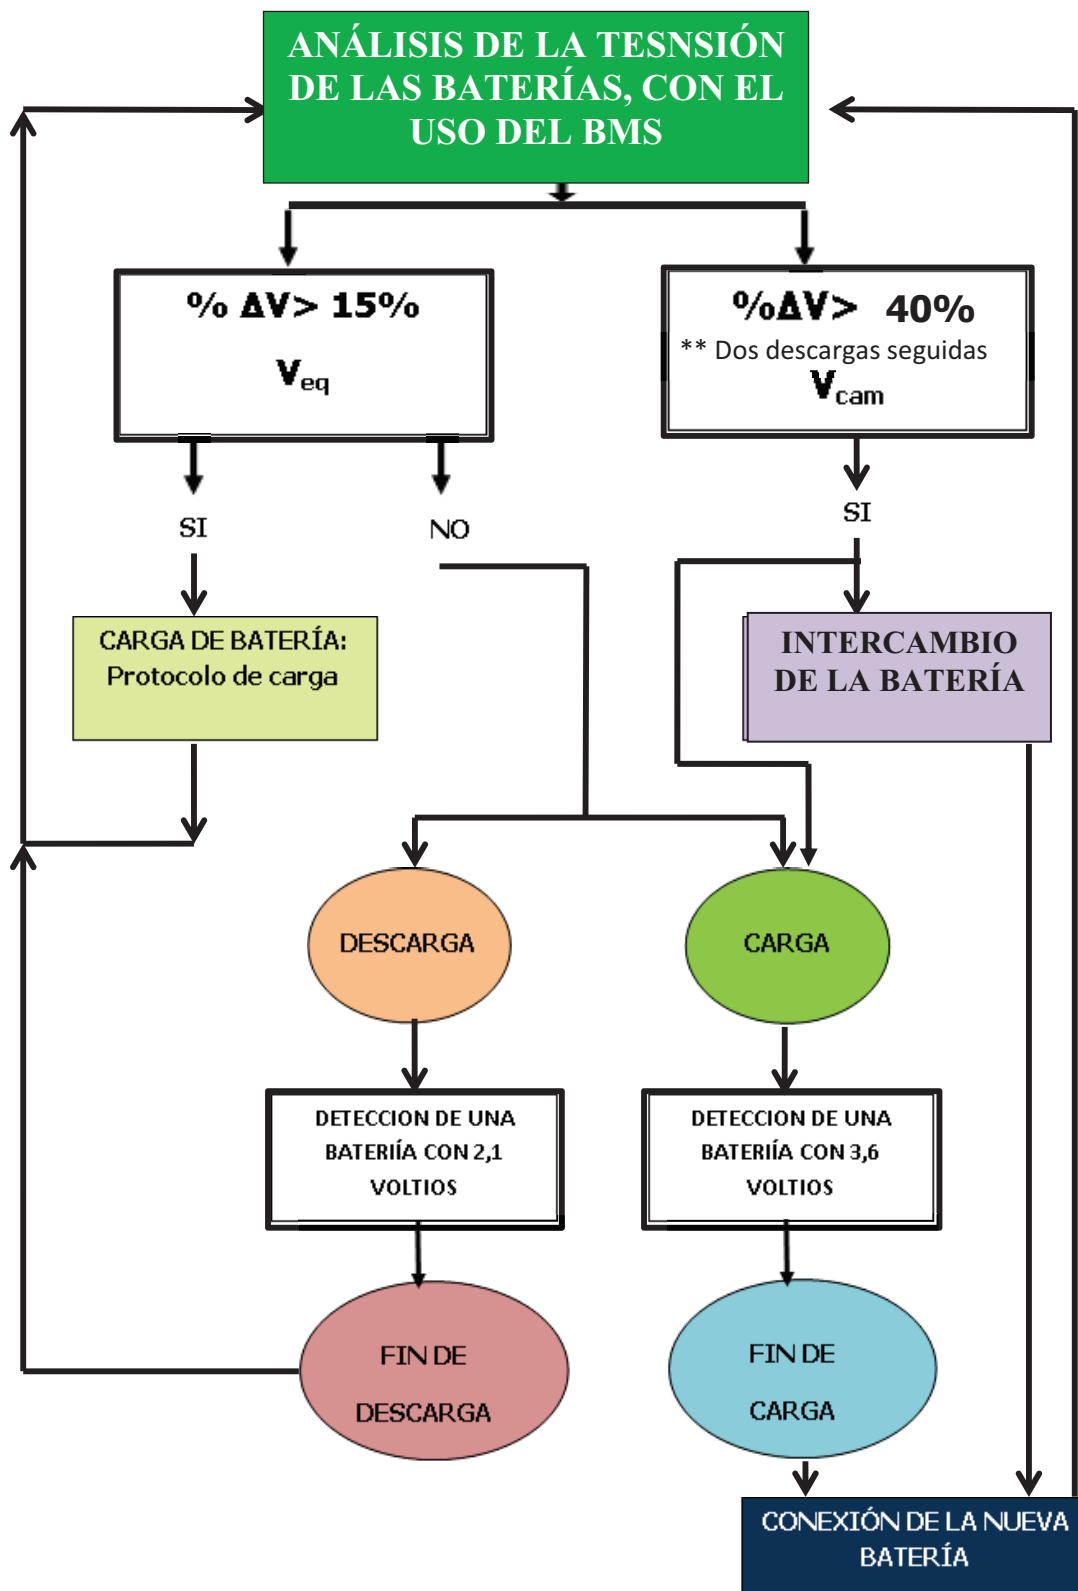 ANÁLISIS DE LA TESNSIÓN
DE LAS BATERÍAS, CON EL
USO DEL BMS
% ΔV> 15%
Veq
%ΔV> 40%
** Dos descargas seguidas
Vcam
SI
NO
SI
CARGA DE BATERÍA:
Protocolo de carga
INTERCAMBIO
DE LA BATERÍA
DESCARGA
CARGA
DETECCION DE UNA
BATERIÍA CON 2,1
VOLTIOS
DETECCION DE UNA
BATERIÍA CON 3,6
VOLTIOS
FIN DE
DESCARGA
FIN DE
CARGA
CONEXIÓN DE LA NUEVA
BATERÍA